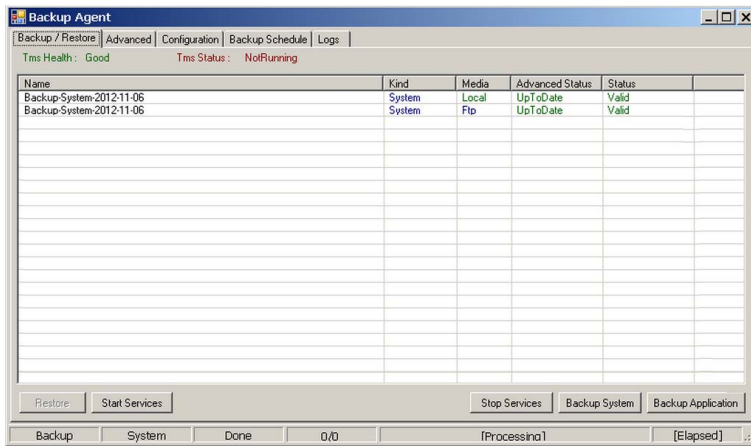 Backup Agent
Backup / Restore Advanced Configuration Backup Schedule Logs
Tms Health : Good Tms Status : NotRunning
Name Kind Media Advanced Status Status
Backup-System-2012-11-06 System Local UpToDate Valid
Backup-System-2012-11-06 System Ftp UpToDate Valid
Restore Start Services Stop Services Backup System Backup Application
Backup System Done 0/0 [Processing] [Elapsed]